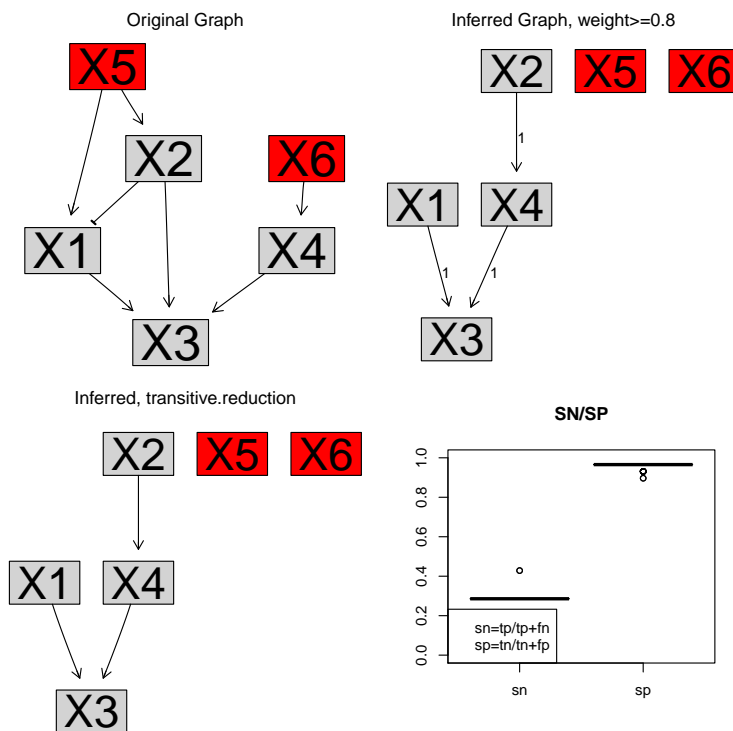 Original Graph
X5
X2
X6
X1
X4
X3
Inferred Graph, weight>=0.8
X2
X5
X6
1
X1
X4
1
1
X3
Inferred, transitive.reduction
X2
X5
X6
X1
X4
X3
SN/SP
1.0
0.8
0.6
0.4
0.2
0.0
sn=tp/tp+fn
sp=tn/tn+fp
sn
sp